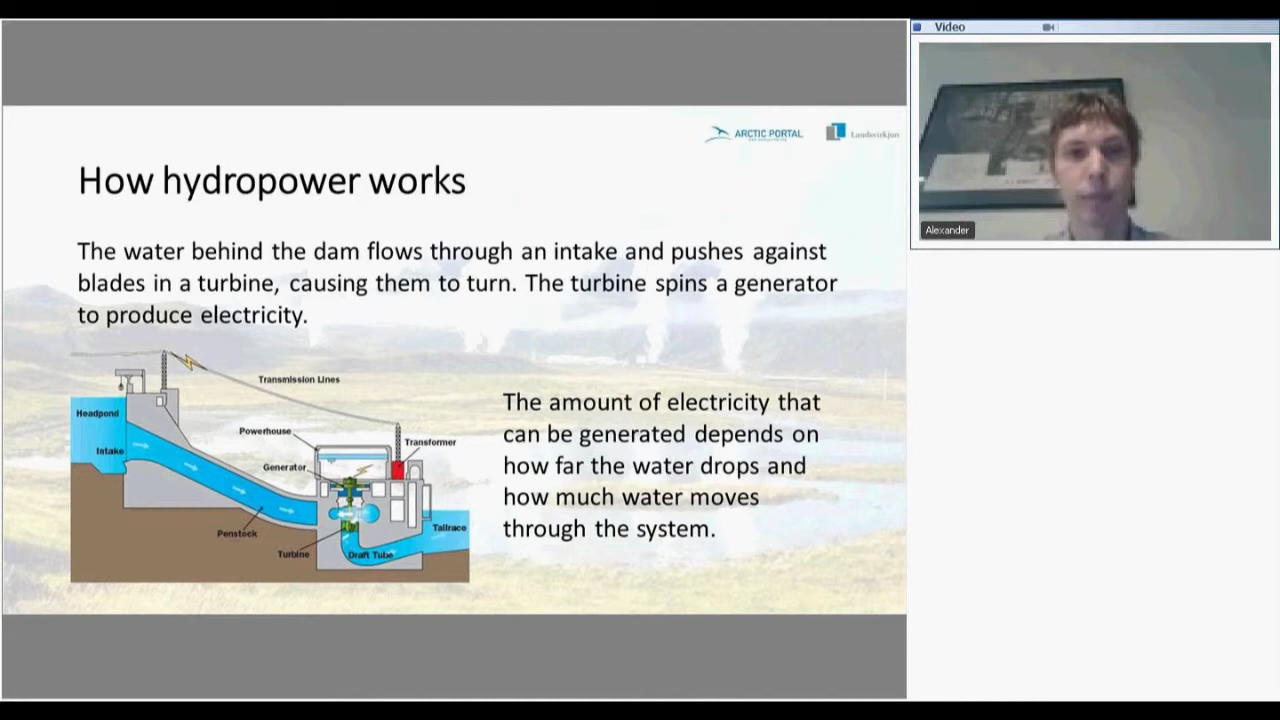 Video
Alexander
ARCTIC PORTAL
Landsvirkjun
How hydropower works
The water behind the dam flows through an intake and pushes against
blades in a turbine, causing them to turn. The turbine spins a generator
to produce electricity.
Transmission Lines
Headpond
Powerhouse
Transformer
Intake
Generator
Penstock
Tailrace
Turbine
Draft Tube
The amount of electricity that
can be generated depends on
how far the water drops and
how much water moves
through the system.